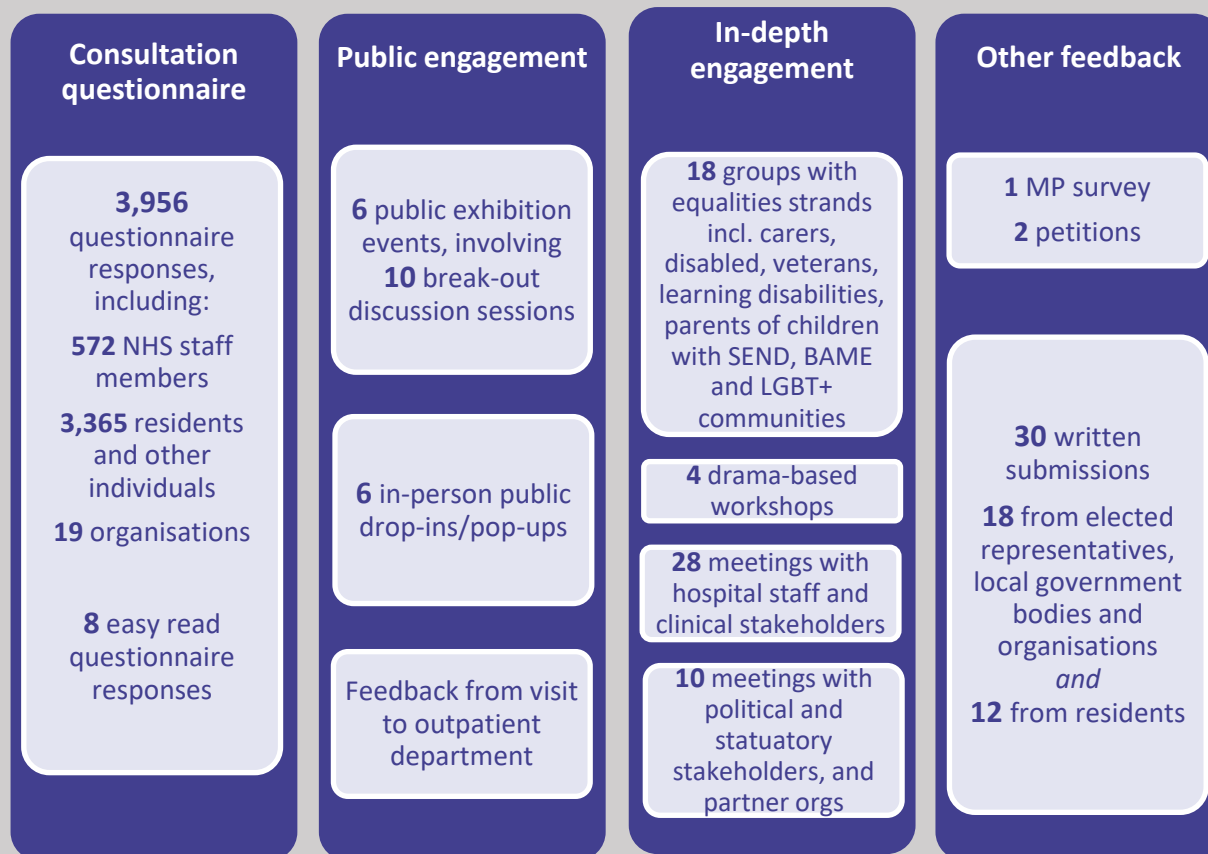 Consultation
questionnaire
3,956
questionnaire
responses,
including:
572 NHS staff
members
3,365 residents
and other
individuals
19 organisations
8 easy read
questionnaire
responses
Public engagement
6 public exhibition
events, involving
10 break-out
discussion sessions
6 in-person public
drop-ins/pop-ups
Feedback from visit
to outpatient
department
In-depth
engagement
18 groups with
equalities strands
incl. carers,
disabled, veterans,
learning disabilities,
parents of children
with SEND, BAME
and LGBT+
communities
4 drama-based
workshops
28 meetings with
hospital staff and
clinical stakeholders
10 meetings with
political and
statuatory
stakeholders, and
partner orgs
Other feedback
1 MP survey
2 petitions
30 written
submissions
18 from elected
representatives,
local government
bodies and
organisations
and
12 from residents